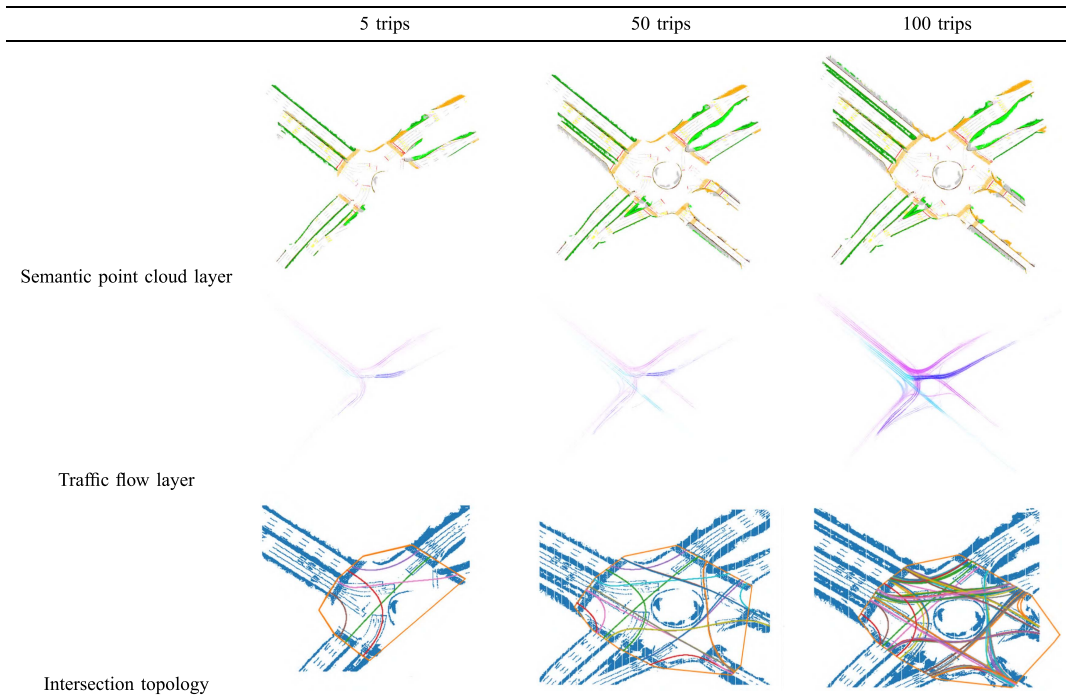 5 trips 50 trips 100 trips
Semantic point cloud layer
Traffic flow layer
Intersection topology